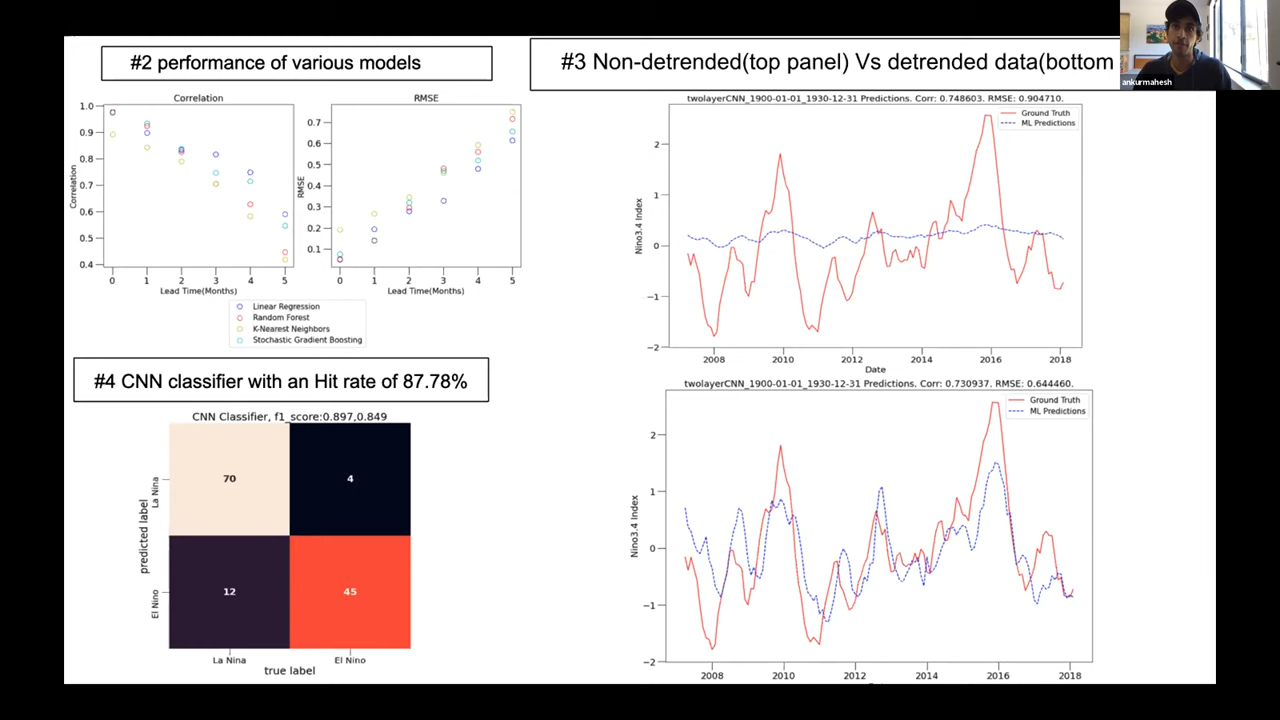 #2 performance of various models
#3 Non-detrended(top panel) Vs detrended data(bottom
ankurmahesh
Correlation
RMSE
1.0
0.9
0.8
0.7
0.6
0.5
0.4
Correlation
0 1 2 3 4 5
Lead Time(Months)
0.7
0.6
0.5
0.4
0.3
0.2
0.1
RMSE
0 1 2 3 4 5
Lead Time(Months)
Linear Regression
Random Forest
K-Nearest Neighbors
Stochastic Gradient Boosting
twolayerCNN_1900-01-01_1930-12-31 Predictions. Corr: 0.748603. RMSE: 0.904710.
Ground Truth
ML Predictions
2
1
0
−1
−2
Nino3.4 Index
2008 2010 2012 2014 2016 2018
Date
#4 CNN classifier with an Hit rate of 87.78%
CNN Classifier, f1_score:0.897,0.849
70
4
12
45
La Nina
El Nino
predicted label
La Nina
El Nino
true label
twolayerCNN_1900-01-01_1930-12-31 Predictions. Corr: 0.730937. RMSE: 0.644460.
Ground Truth
ML Predictions
2
1
0
−1
−2
Nino3.4 Index
2008 2010 2012 2014 2016 2018